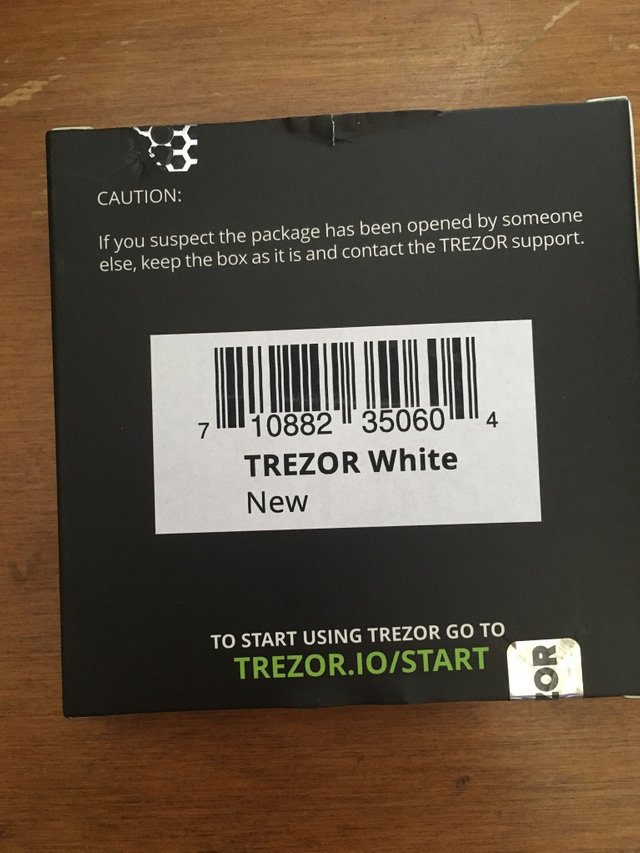 CAUTION:
If you suspect the package has been opened by someone
else, keep the box as it is and contact the TREZOR support.
7 10882 35060 4
TREZOR White
New
TO START USING TREZOR GO TO
TREZOR.IO/START
OR